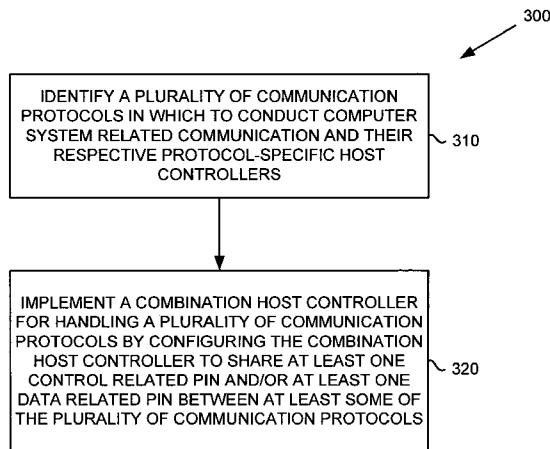 300
IDENTIFY A PLURALITY OF COMMUNICATION
PROTOCOLS IN WHICH TO CONDUCT COMPUTER
SYSTEM RELATED COMMUNICATION AND THEIR
RESPECTIVE PROTOCOL-SPECIFIC HOST
CONTROLLERS
310
IMPLEMENT A COMBINATION HOST CONTROLLER
FOR HANDLING A PLURALITY OF COMMUNICATION
PROTOCOLS BY CONFIGURING THE COMBINATION
HOST CONTROLLER TO SHARE AT LEAST ONE
CONTROL RELATED PIN AND/OR AT LEAST ONE
DATA RELATED PIN BETWEEN AT LEAST SOME OF
THE PLURALITY OF COMMUNICATION PROTOCOLS
320